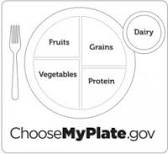 Dairy
Fruits
Grains
Vegetables
Protein
ChooseMyPlate.gov